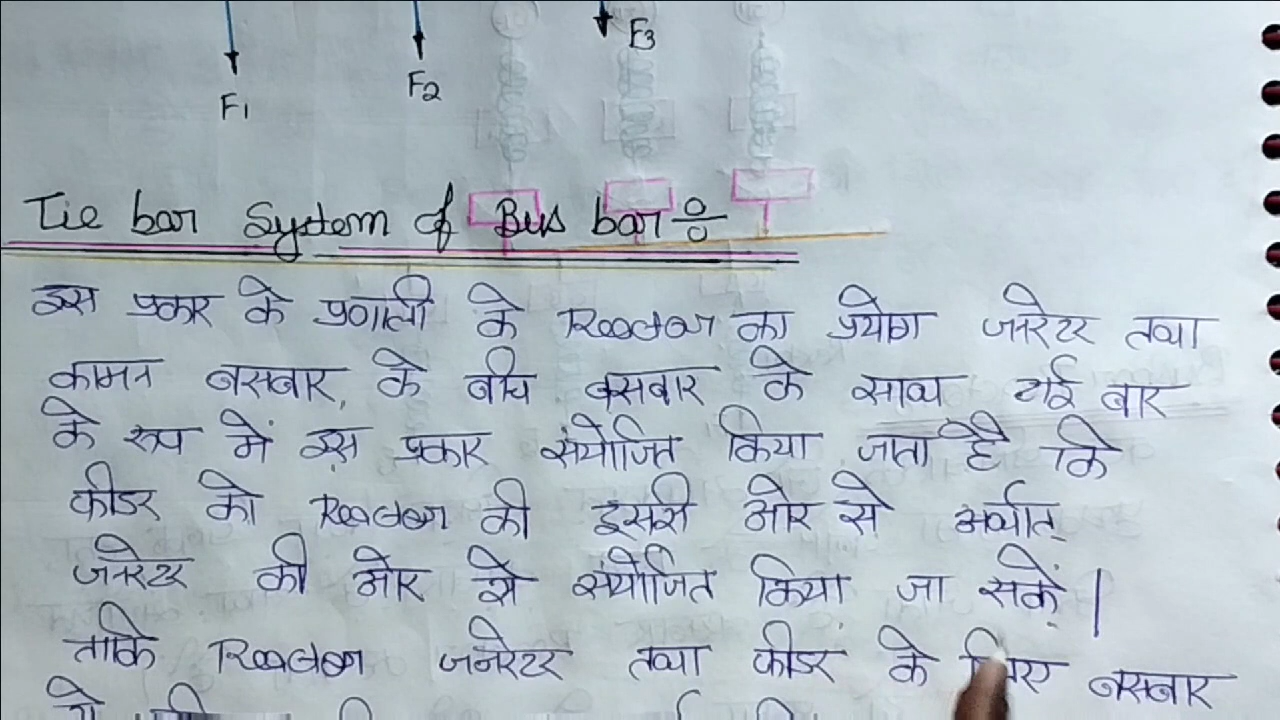 F1
F2
F3
Tie bar System of Bus bar ÷
इस प्रकार के प्रणाली के Reactor का प्रयोग जनरेटर तथा
कामन बसबार, के बीच बसबार के साथ टाई बार
के रूप में इस प्रकार संयोजित किया जाता है कि
फीडर को Reactor की दुसरी ओर से अर्थात्
जनरेटर की ओर से संयोजित किया जा सकें |
ताकि Reactor जनरेटर तथा फीडर के लिए बसबार